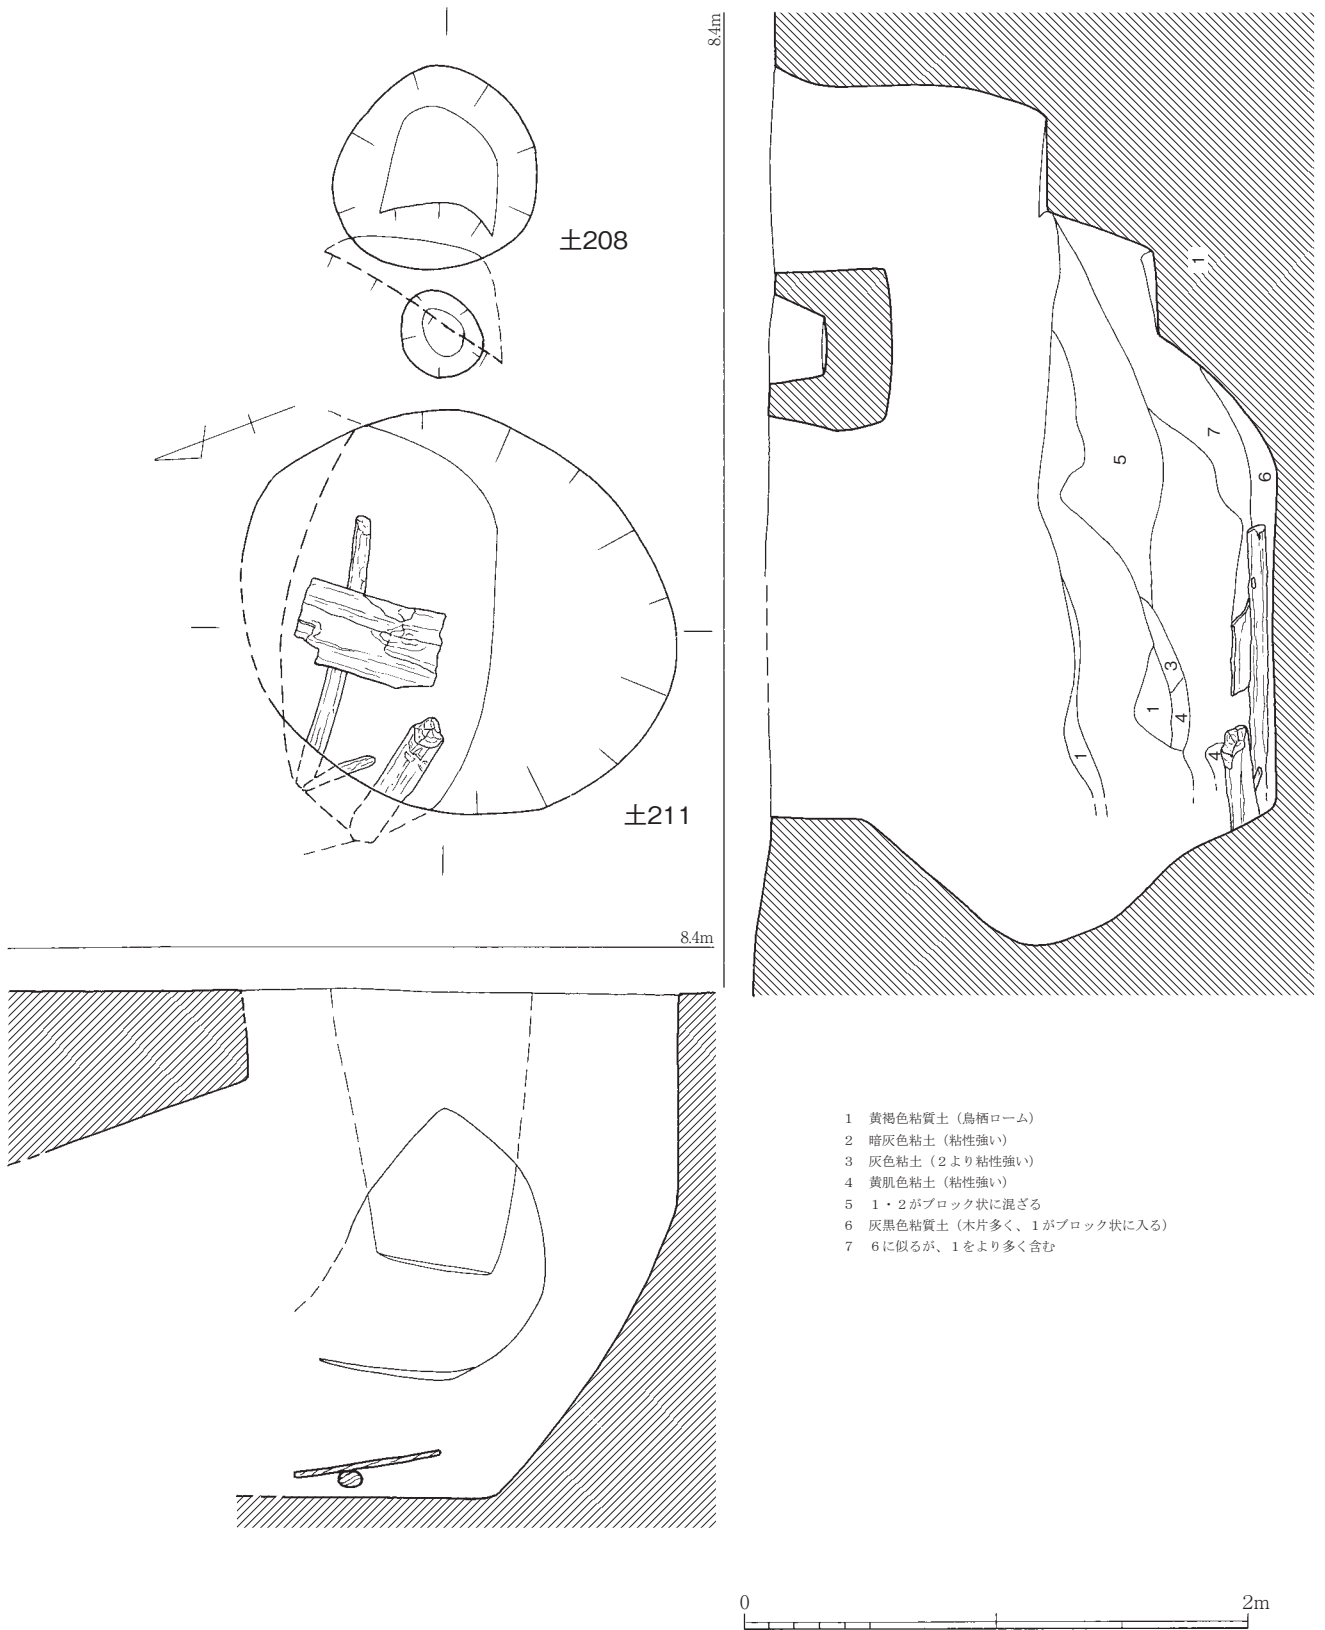 8.4m
土208
1
5
7
6
3
1
4
1
4
土211
8.4m
1 黄褐色粘質土（鳥栖ローム）
2 暗灰色粘土（粘性強い）
3 灰色粘土（2より粘性強い）
4 黄肌色粘土（粘性強い）
5 1・2がブロック状に混ざる
6 灰黒色粘質土（木片多く、1がブロック状に入る）
7 6に似るが、1をより多く含む
0 2m